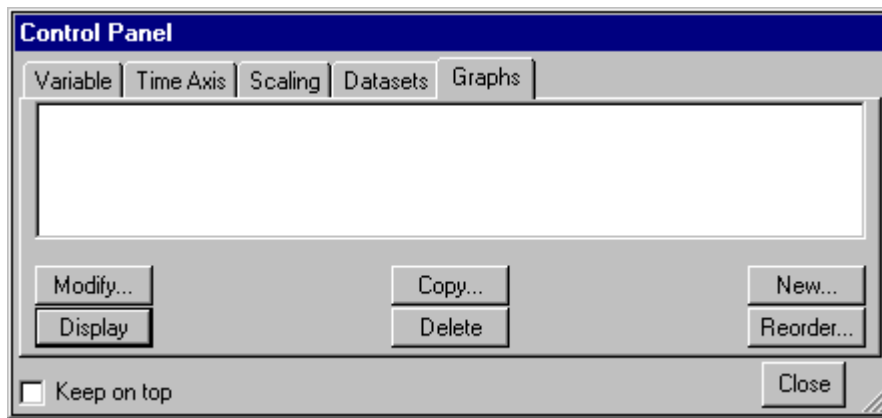 Control Panel
Variable Time Axis Scaling Datasets Graphs
Modify... Copy... New...
Display Delete Reorder...
Keep on top Close